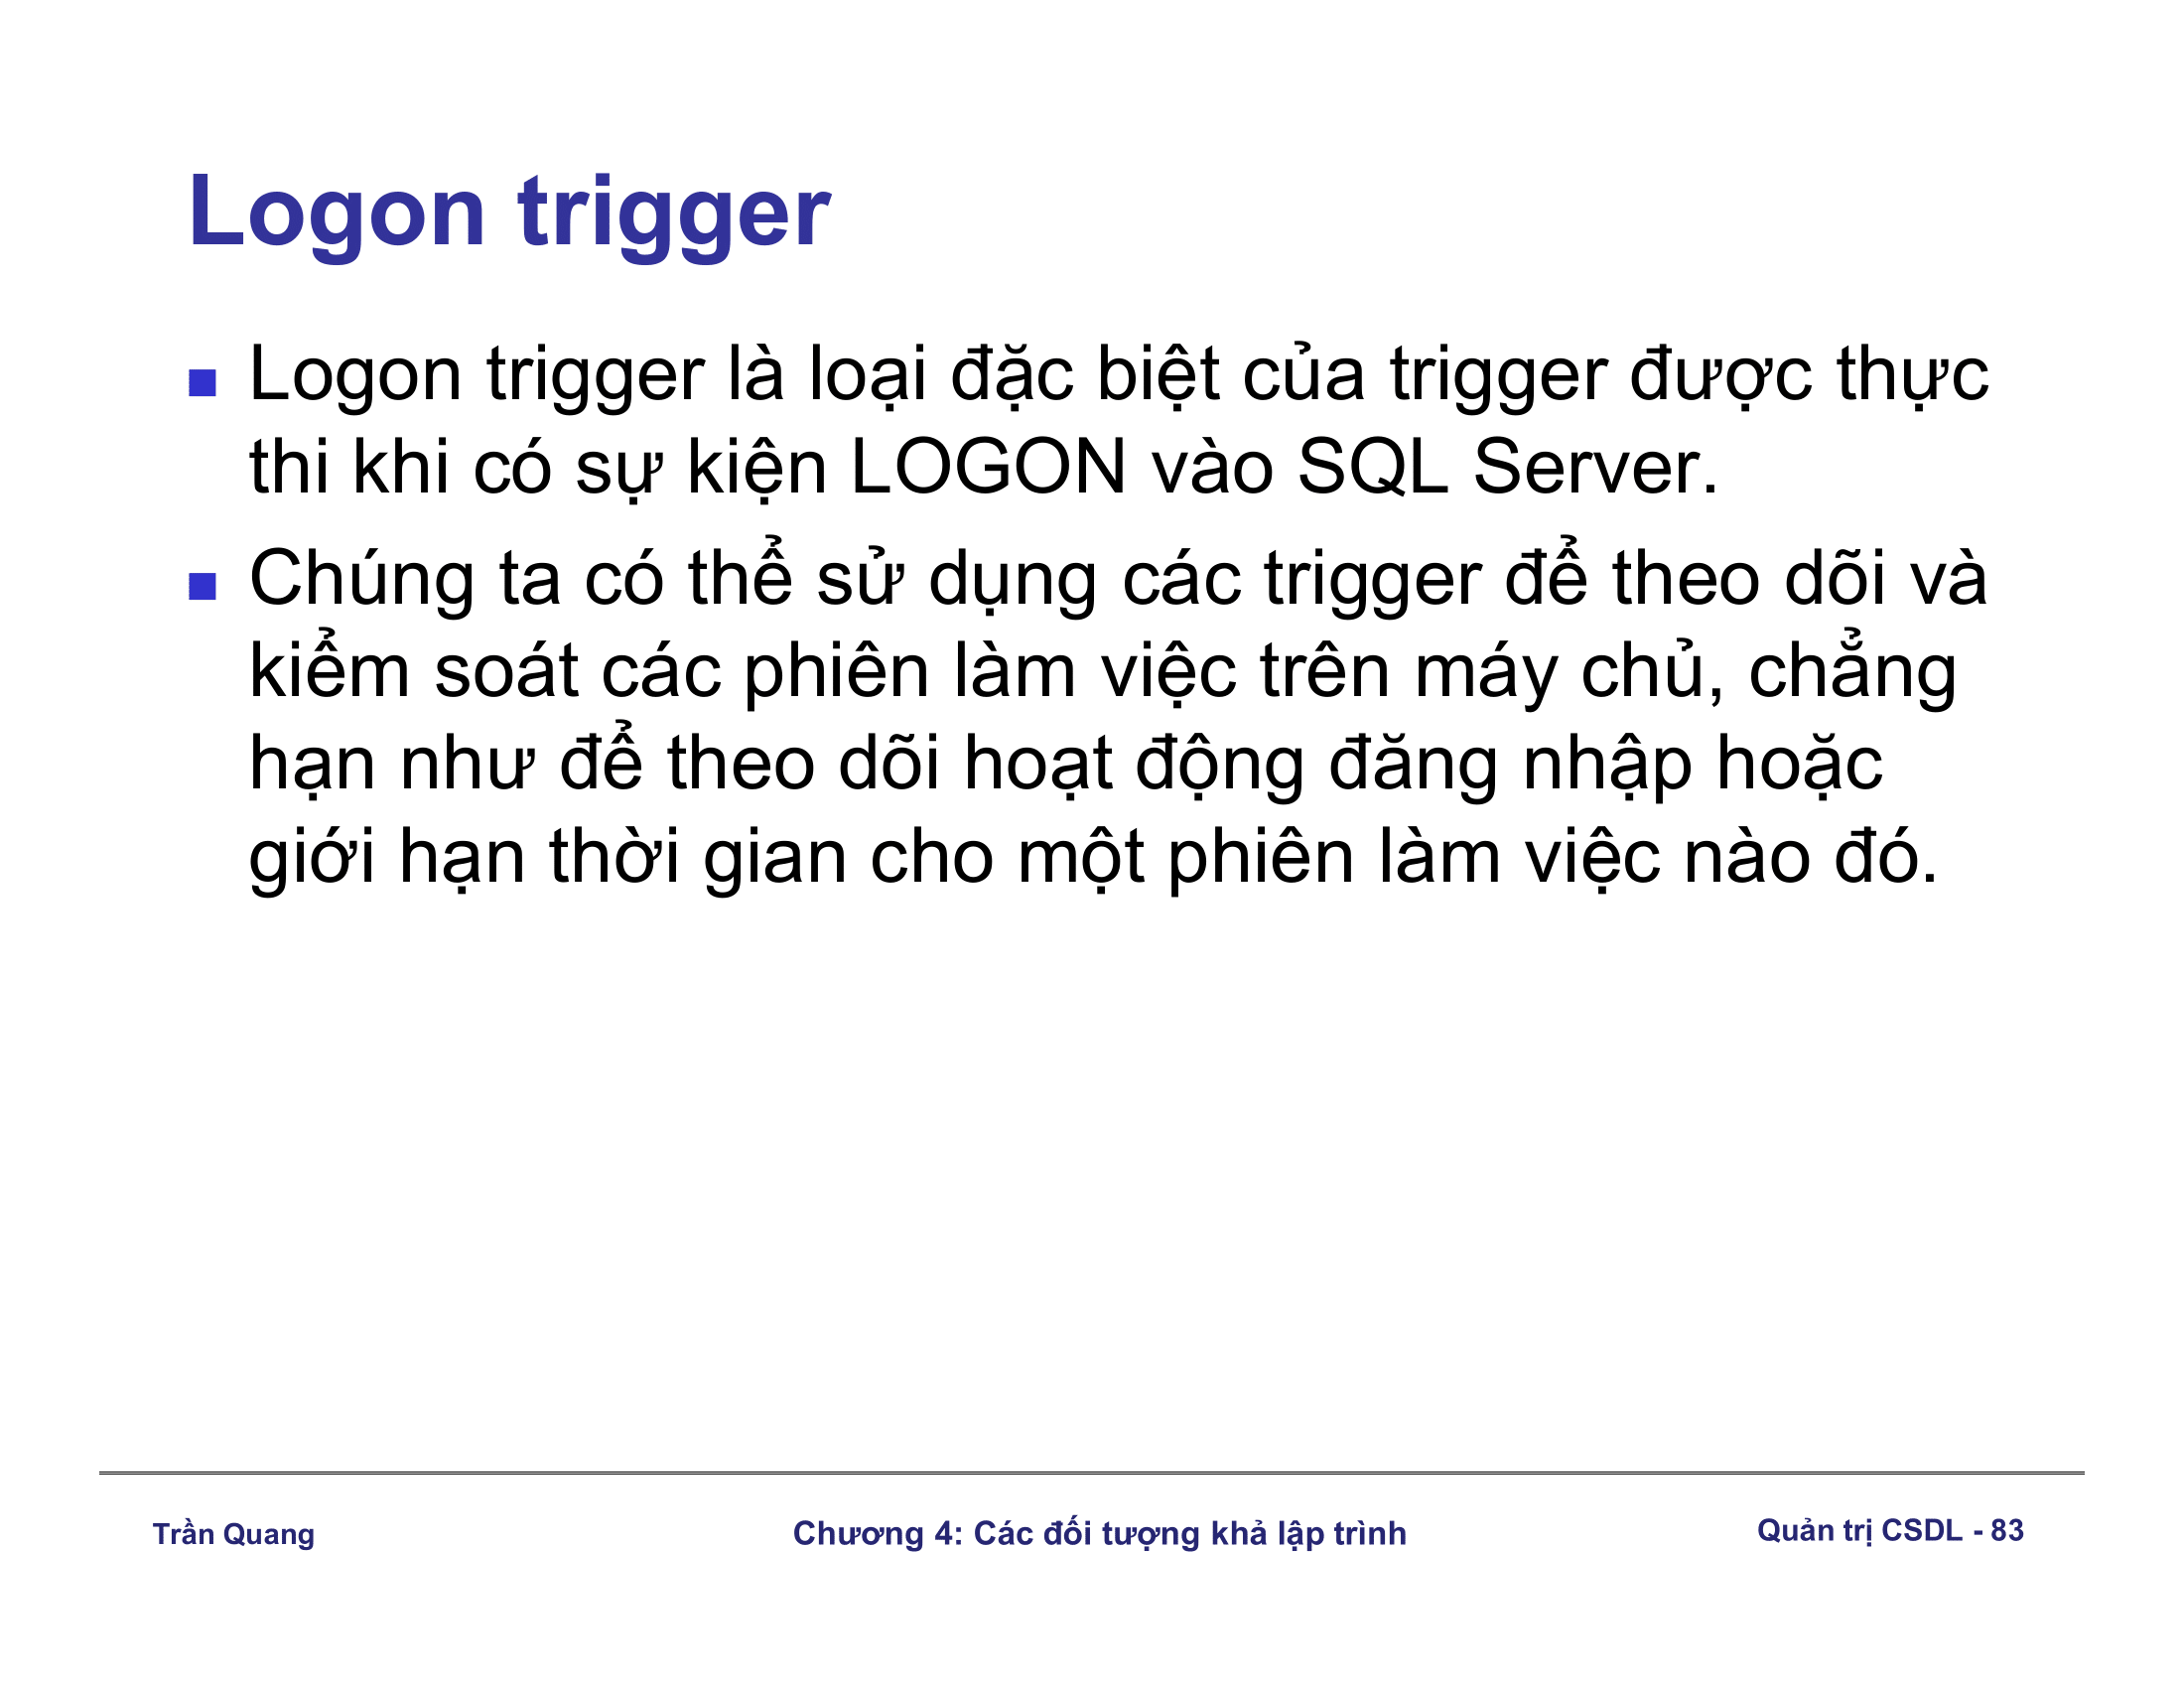 Logon trigger
Logon trigger là loại đặc biệt của trigger được thực
thi khi có sự kiện LOGON vào SQL Server.
Chúng ta có thể sử dụng các trigger để theo dõi và
kiểm soát các phiên làm việc trên máy chủ, chẳng
hạn như để theo dõi hoạt động đăng nhập hoặc
giới hạn thời gian cho một phiên làm việc nào đó.
Trần Quang
Chương 4: Các đối tượng khả lập trình
Quản trị CSDL - 83